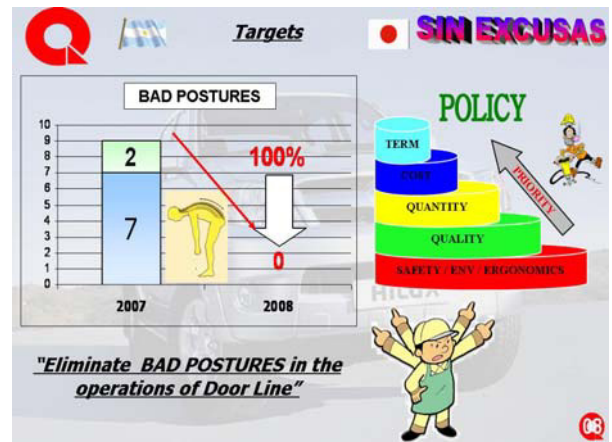 Targets
SIN EXCUSAS
BAD POSTURES
10
9
8
7
6
5
4
3
2
1
0
2
7
100%
0
2007
2008
POLICY
TERM
COST
QUANTITY
QUALITY
SAFETY / ENV / ERGONOMICS
PRIORITY
HILUX
"Eliminate BAD POSTURES in the
operations of Door Line"